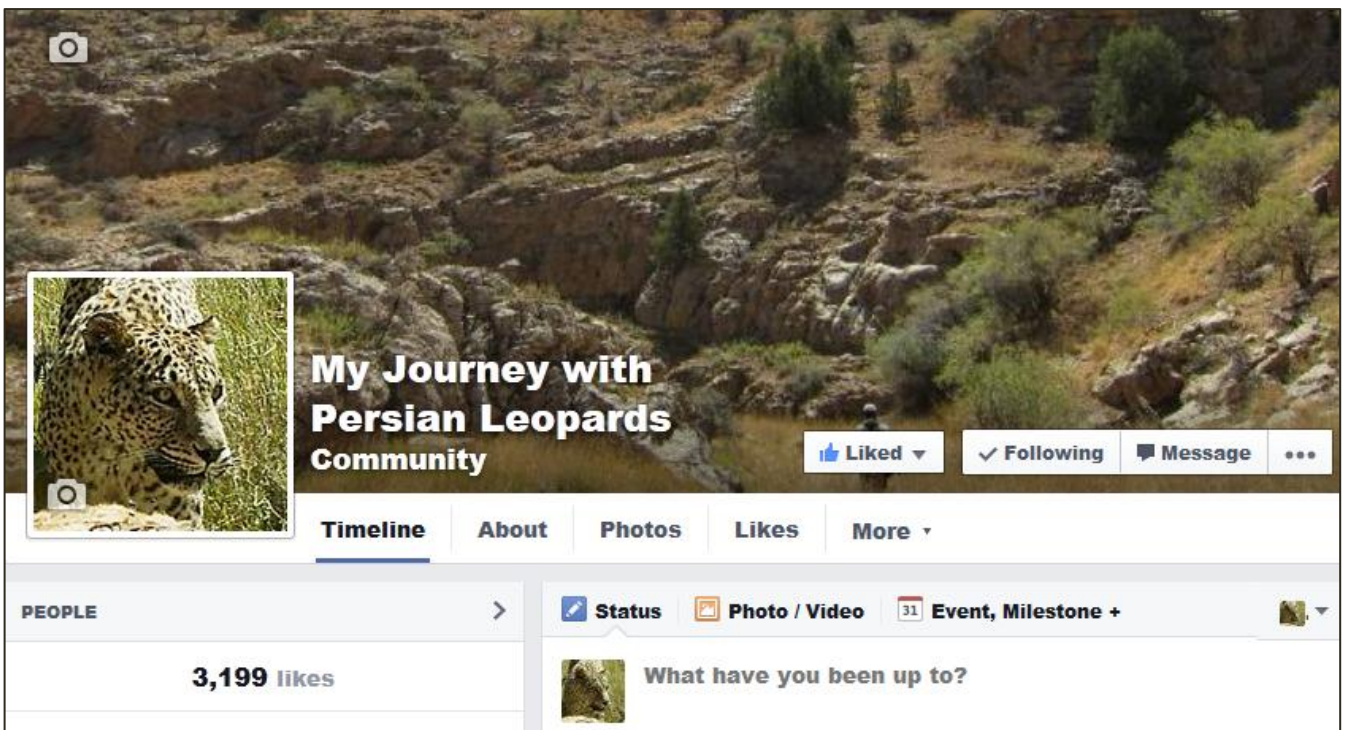 My Journey with
Persian Leopards
Community
Liked
Following
Message
Timeline
About
Photos
Likes
More
PEOPLE
3,199 likes
Status
Photo / Video
31
Event, Milestone +
What have you been up to?